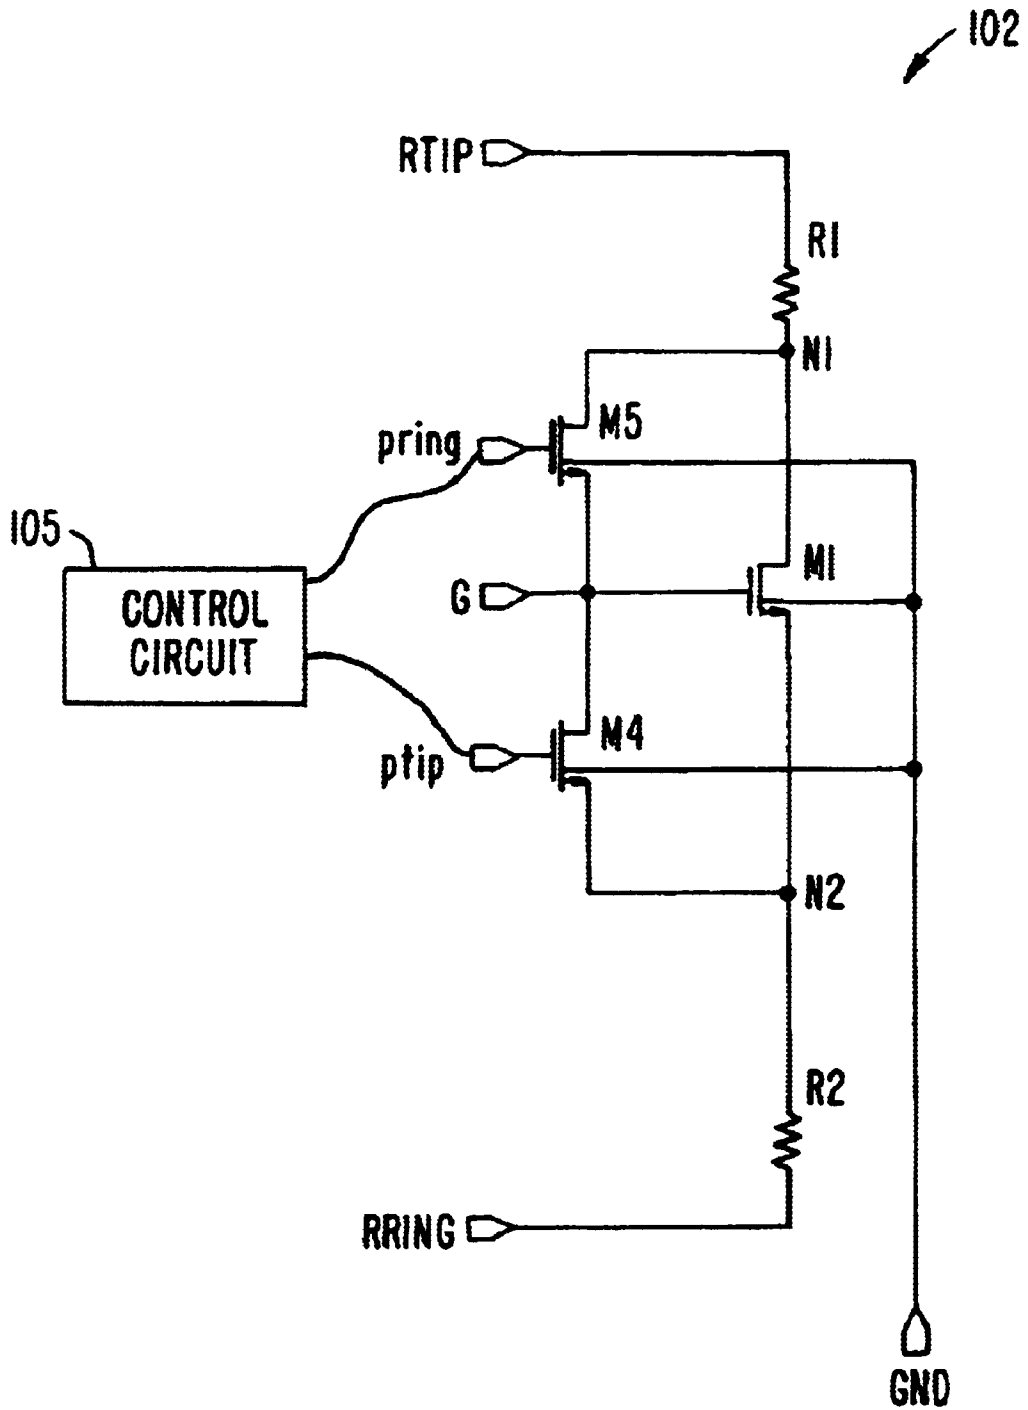 102
RTIP
R1
N1
M5
pring
105
M1
CONTROL
CIRCUIT
G
M4
ptip
N2
R2
RRING
GND